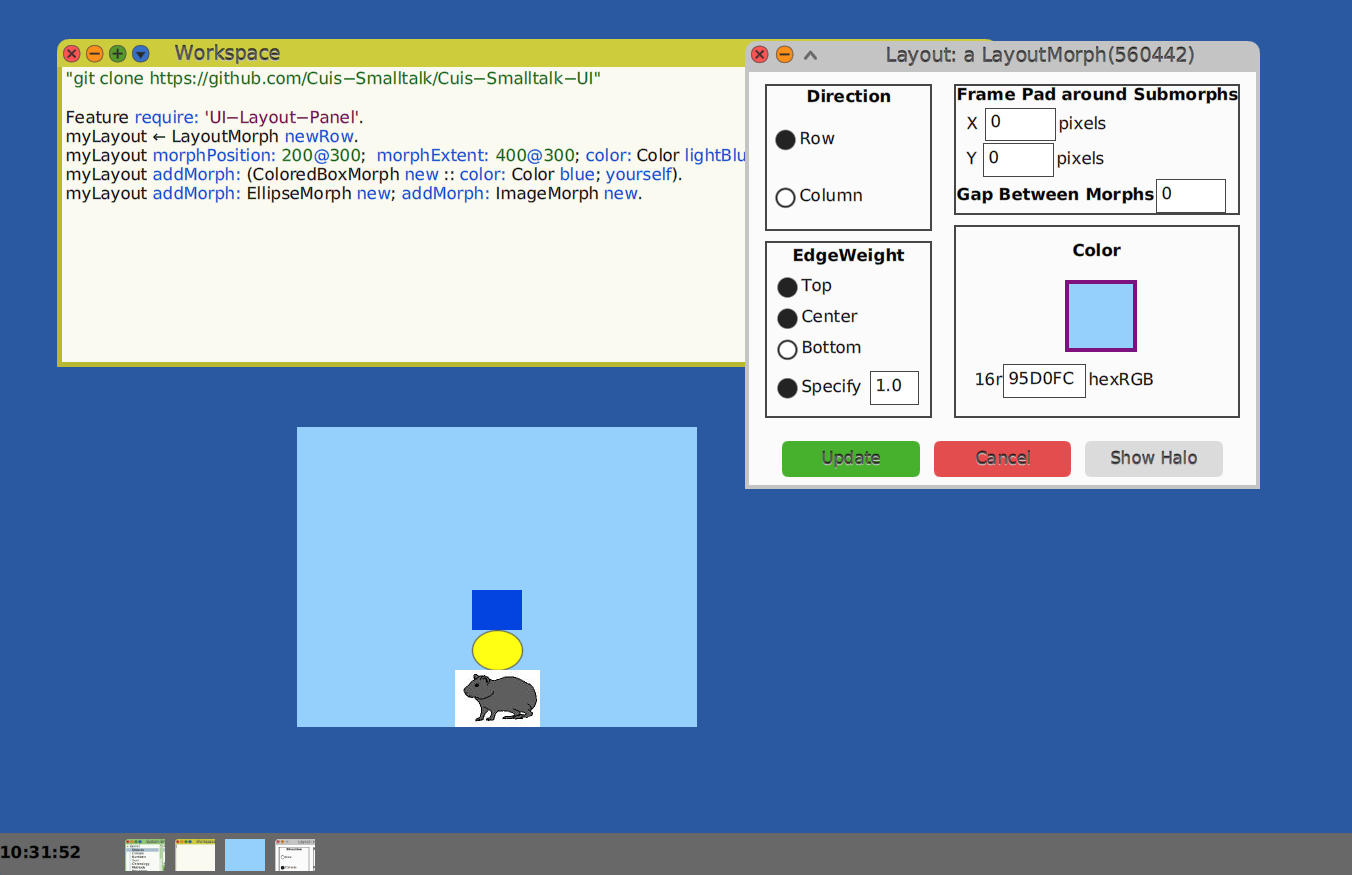 Workspace
"git clone https://github.com/Cuis−Smalltalk/Cuis−Smalltalk−UI"
Feature require: 'UI−Layout−Panel'.
myLayout ← LayoutMorph newRow.
myLayout morphPosition: 200@300;  morphExtent: 400@300; color: Color lightBlu
myLayout addMorph: (ColoredBoxMorph new :: color: Color blue; yourself).
myLayout addMorph: EllipseMorph new; addMorph: ImageMorph new.
Layout: a LayoutMorph(560442)
Direction
Row
Column
EdgeWeight
Top
Center
Bottom
Specify 1.0
Frame Pad around Submorphs
X 0 pixels
Y 0 pixels
Gap Between Morphs 0
Color
16r 95D0FC hexRGB
Update Cancel Show Halo
10:31:52